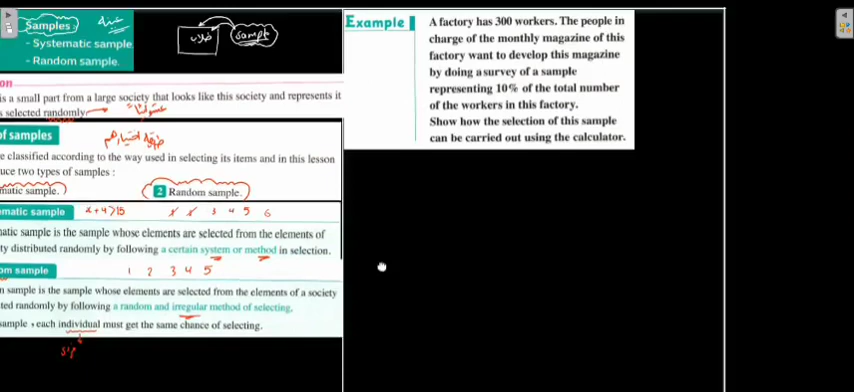 Samples:
عينه
- Systematic sample.
- Random sample.
طلاب
Sample
on
is a small part from a large society that looks like this society and represents it
s selected randomly
عشوائيا
of samples
طريقة اختيارهم
e classified according to the way used in selecting its items and in this lesson
uce two types of samples :
matic sample.
2 Random sample.
ematic sample
x+4>15
3 4 5 6
matic sample is the sample whose elements are selected from the elements of
ty distributed randomly by following a certain system or method in selection.
om sample
1 2 3 4 5
n sample is the sample whose elements are selected from the elements of a society
ted randomly by following a random and irregular method of selecting.
sample , each individual must get the same chance of selecting.
Example
A factory has 300 workers. The people in
charge of the monthly magazine of this
factory want to develop this magazine
by doing a survey of a sample
representing 10% of the total number
of the workers in this factory.
Show how the selection of this sample
can be carried out using the calculator.